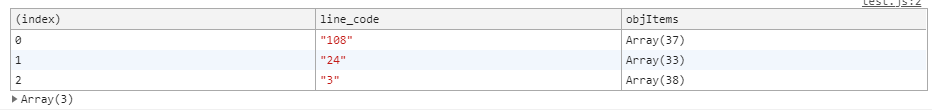 test.js:2
(index) line_code objItems
0 "108" Array(37)
1 "24" Array(33)
2 "3" Array(38)
▶ Array(3)